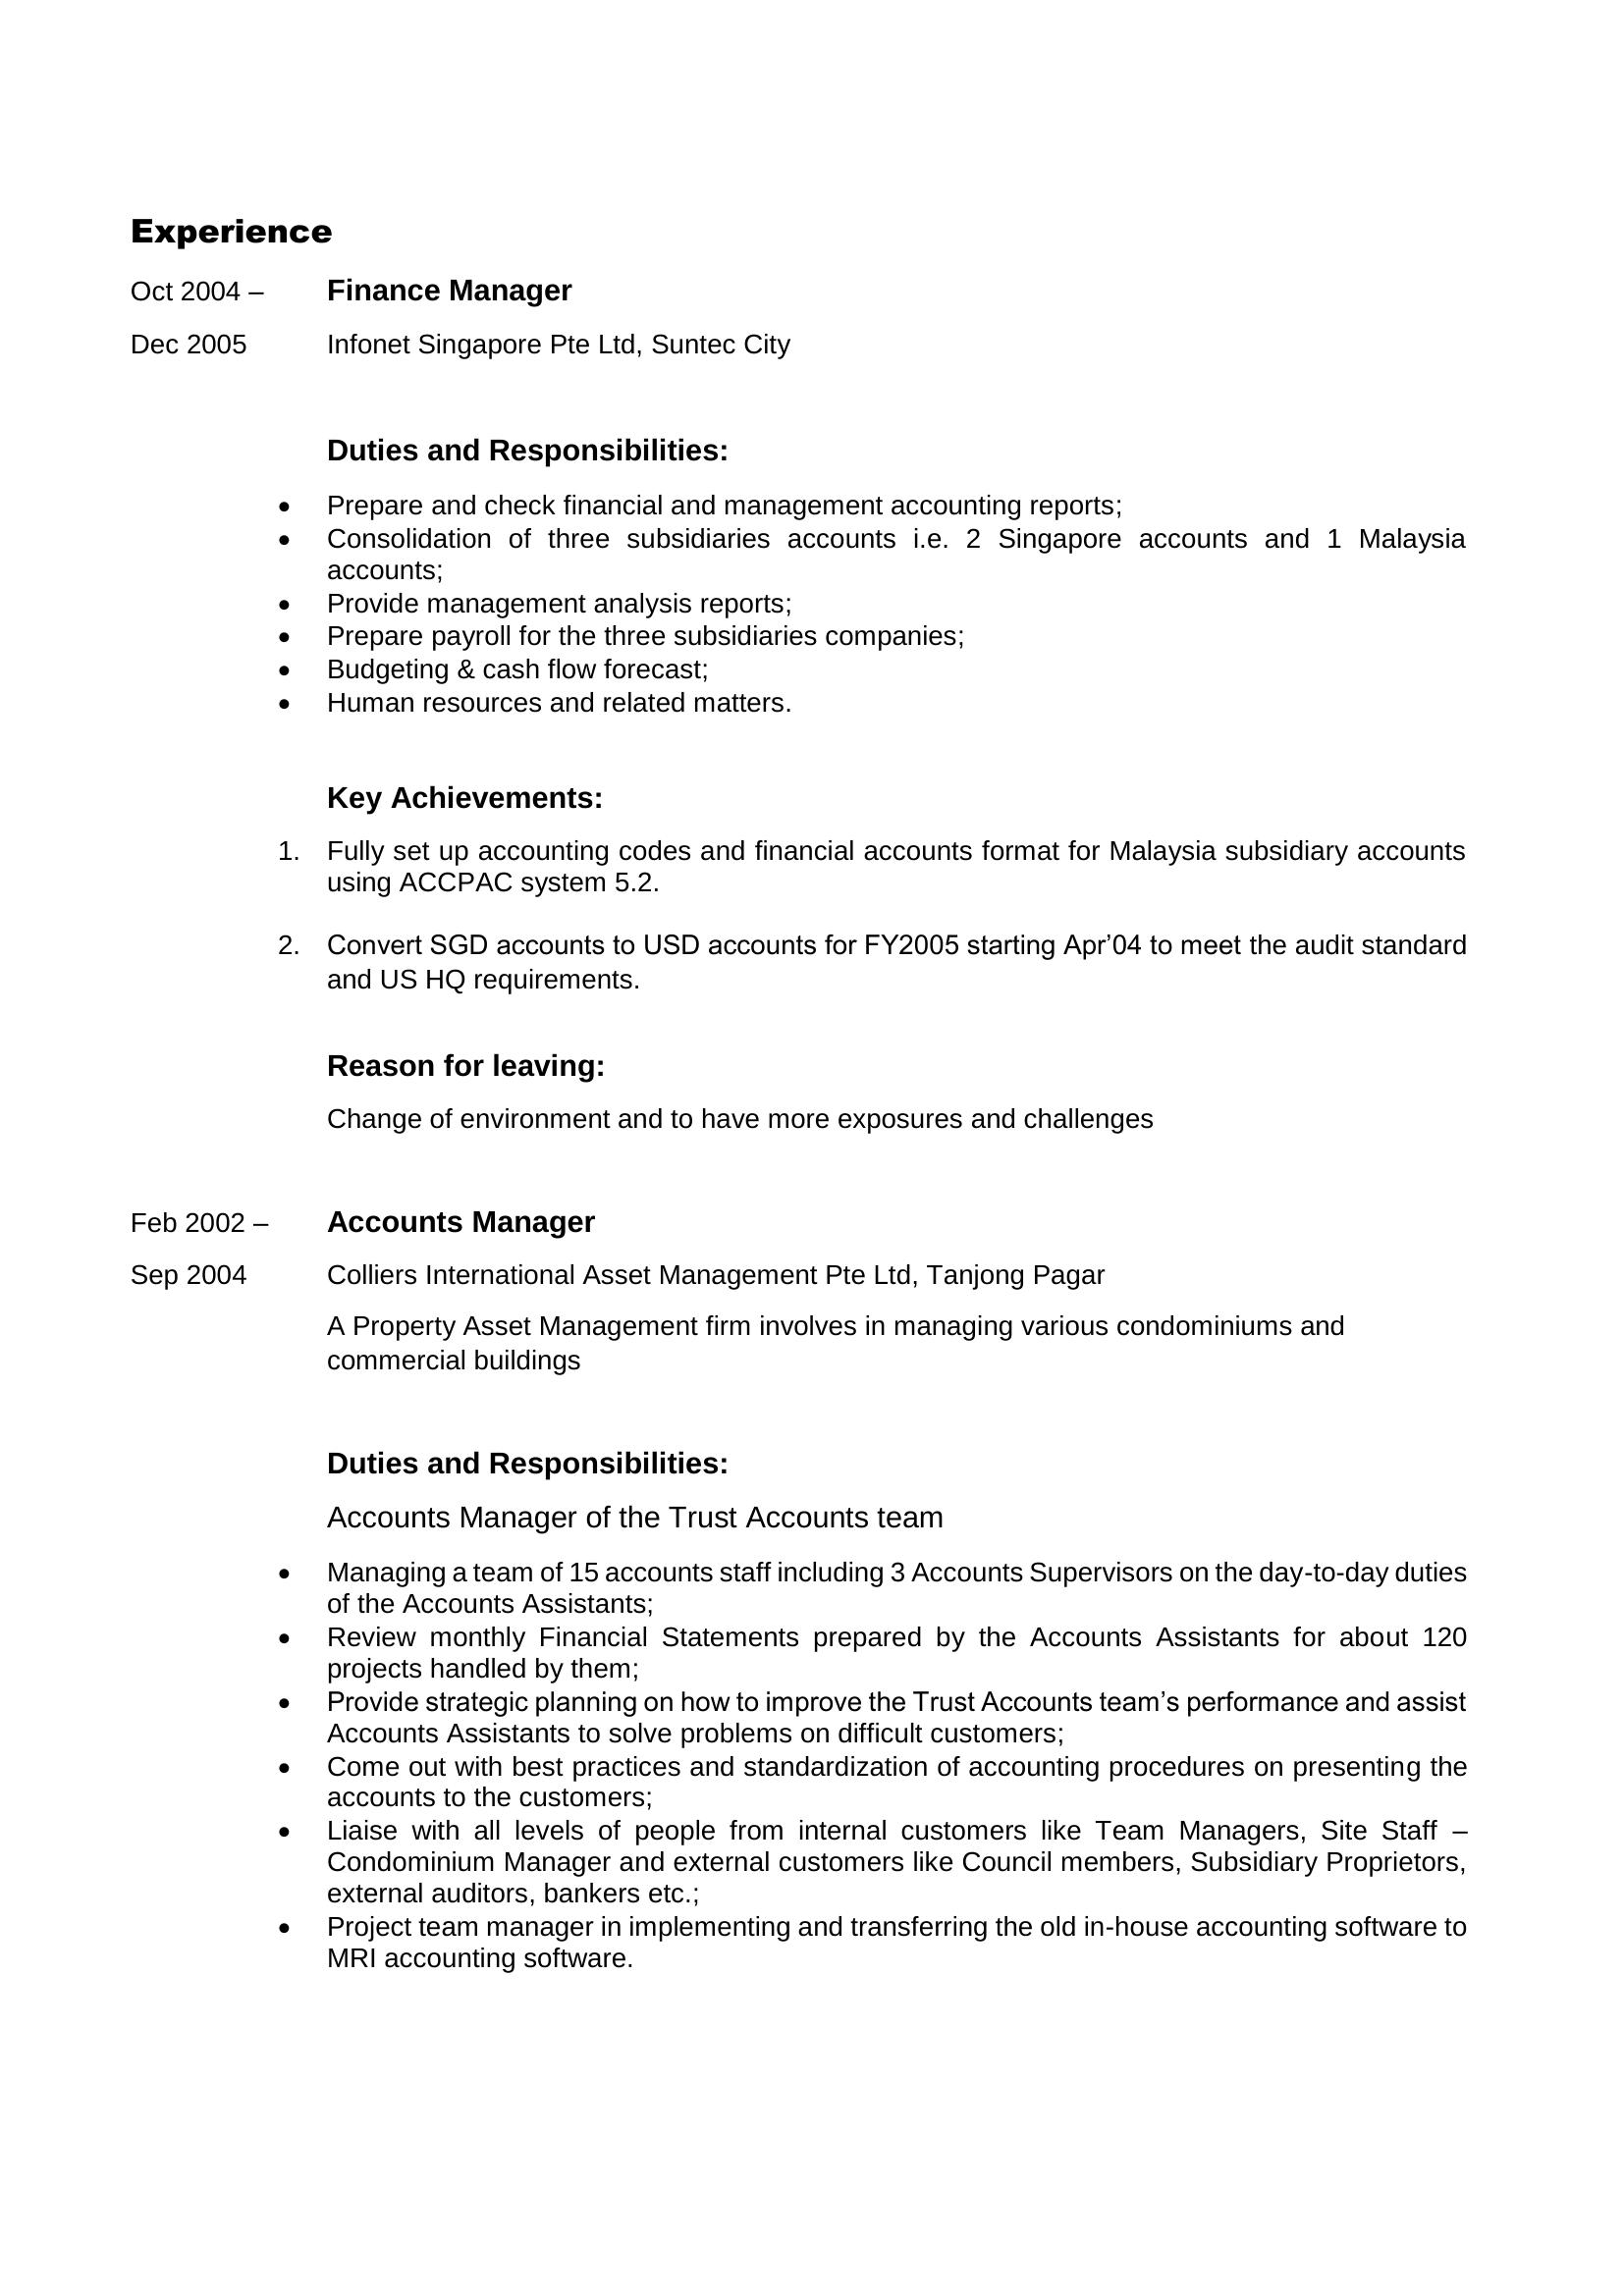 Experience
Oct 2004 – Finance Manager
Dec 2005 Infonet Singapore Pte Ltd, Suntec City
Duties and Responsibilities:
• Prepare and check financial and management accounting reports;
• Consolidation of three subsidiaries accounts i.e. 2 Singapore accounts and 1 Malaysia
accounts;
• Provide management analysis reports;
• Prepare payroll for the three subsidiaries companies;
• Budgeting & cash flow forecast;
• Human resources and related matters.
Key Achievements:
1. Fully set up accounting codes and financial accounts format for Malaysia subsidiary accounts
using ACCPAC system 5.2.
2. Convert SGD accounts to USD accounts for FY2005 starting Apr’04 to meet the audit standard
and US HQ requirements.
Reason for leaving:
Change of environment and to have more exposures and challenges
Feb 2002 – Accounts Manager
Sep 2004 Colliers International Asset Management Pte Ltd, Tanjong Pagar
A Property Asset Management firm involves in managing various condominiums and
commercial buildings
Duties and Responsibilities:
Accounts Manager of the Trust Accounts team
• Managing a team of 15 accounts staff including 3 Accounts Supervisors on the day-to-day duties
of the Accounts Assistants;
• Review monthly Financial Statements prepared by the Accounts Assistants for about 120
projects handled by them;
• Provide strategic planning on how to improve the Trust Accounts team’s performance and assist
Accounts Assistants to solve problems on difficult customers;
• Come out with best practices and standardization of accounting procedures on presenting the
accounts to the customers;
• Liaise with all levels of people from internal customers like Team Managers, Site Staff –
Condominium Manager and external customers like Council members, Subsidiary Proprietors,
external auditors, bankers etc.;
• Project team manager in implementing and transferring the old in-house accounting software to
MRI accounting software.